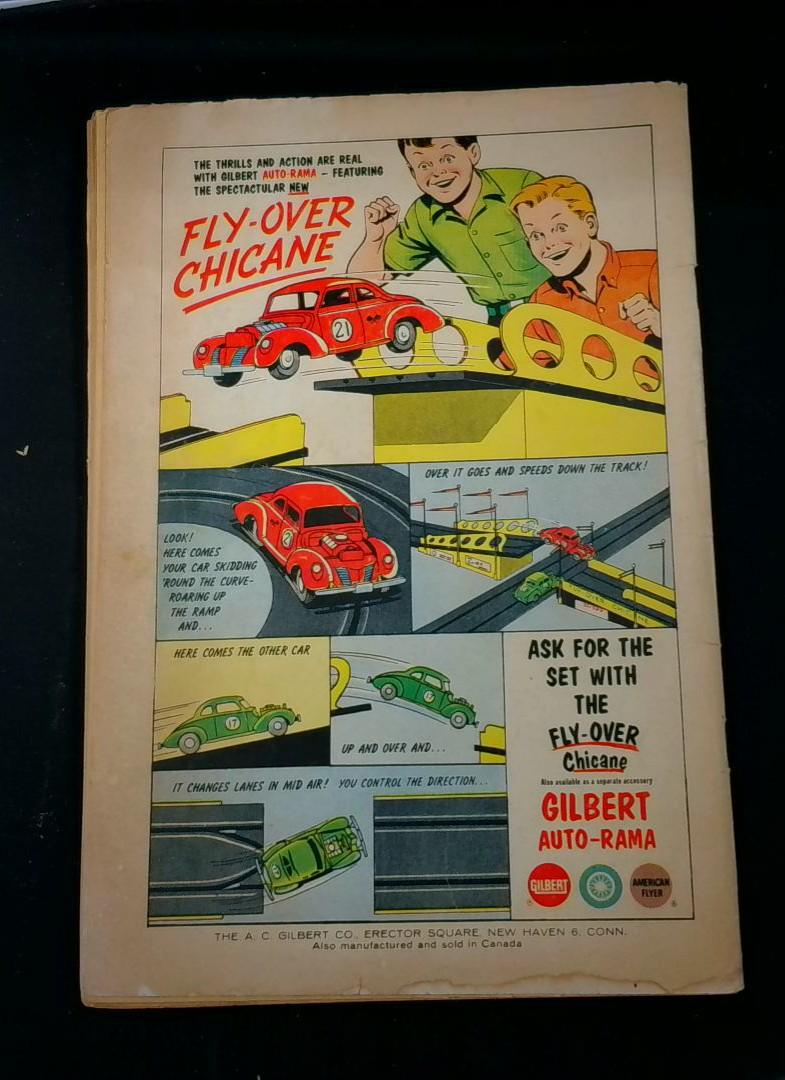 THE THRILLS AND ACTION ARE REAL
WITH GILBERT AUTO-RAMA – FEATURING
THE SPECTACULAR NEW
FLY-OVER
CHICANE
21
LOOK!
HERE COMES
YOUR CAR SKIDDING
'ROUND THE CURVE-
ROARING UP
THE RAMP
AND...
2
OVER IT GOES AND SPEEDS DOWN THE TRACK!
FLY-OVER CHICANE
HERE COMES THE OTHER CAR
17
17
UP AND OVER AND...
IT CHANGES LANES IN MID AIR! YOU CONTROL THE DIRECTION...
ASK FOR THE
SET WITH
THE
FLY-OVER
Chicane
Also available as a separate accessory
GILBERT
AUTO-RAMA
GILBERT
®
AMERICAN
FLYER
®
THE A. C. GILBERT CO., ERECTOR SQUARE, NEW HAVEN 6, CONN.
Also manufactured and sold in Canada